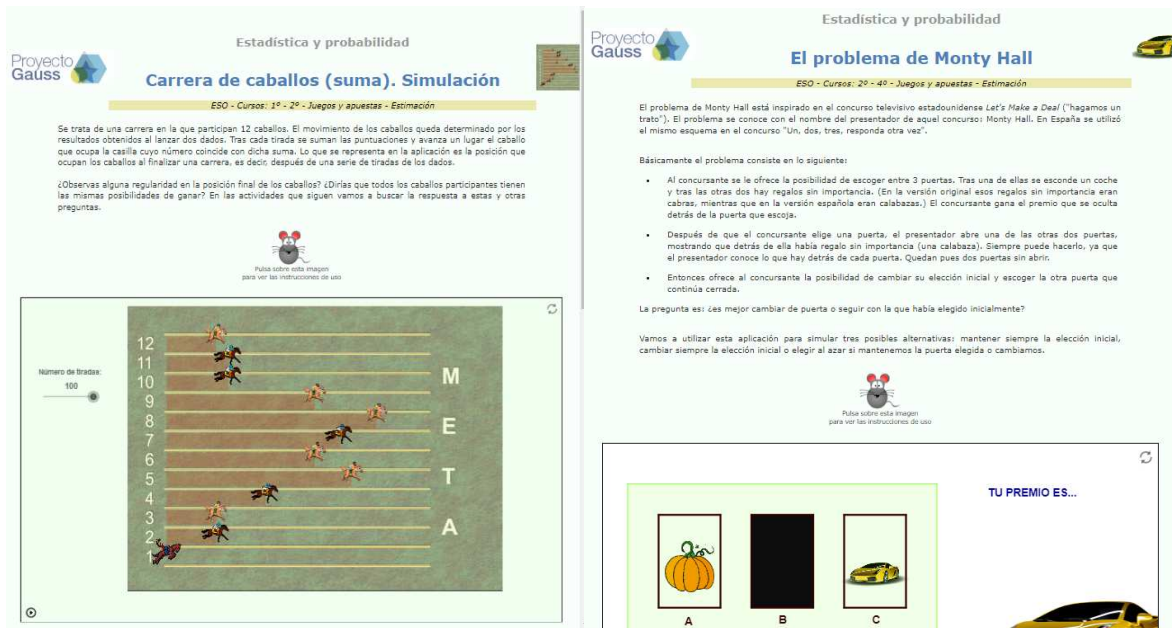 Estadística y probabilidad
Proyecto
Gauss
Carrera de caballos (suma). Simulación
ESO - Cursos: 1º - 2º - Juegos y apuestas - Estimación
Se trata de una carrera en la que participan 12 caballos. El movimiento de los caballos queda determinado por los
resultados obtenidos al lanzar dos dados. Tras cada tirada se suman las puntuaciones y avanza un lugar el caballo
que ocupa la casilla cuyo número coincide con dicha suma. Lo que se representa en la aplicación es la posición que
ocupan los caballos al finalizar una carrera, es decir, después de una serie de tiradas de los dados.
¿Observas alguna regularidad en la posición final de los caballos? ¿Dirías que todos los caballos participantes tienen
las mismas posibilidades de ganar? En las actividades que siguen vamos a buscar la respuesta a estas y otras
preguntas.
Pulsa sobre esta imagen
para ver las instrucciones de uso
Número de tiradas:
100
12
11
10
9
8
7
6
5
4
3
2
1
M
E
T
A
Estadística y probabilidad
Proyecto
Gauss
El problema de Monty Hall
ESO - Cursos: 2º - 4º - Juegos y apuestas - Estimación
El problema de Monty Hall está inspirado en el concurso televisivo estadounidense Let's Make a Deal ("hagamos un
trato"). El problema se conoce con el nombre del presentador de aquel concurso: Monty Hall. En España se utilizó
el mismo esquema en el concurso "Un, dos, tres, responda otra vez".
Básicamente el problema consiste en lo siguiente:
• Al concursante se le ofrece la posibilidad de escoger entre 3 puertas. Tras una de ellas se esconde un coche
y tras las otras dos hay regalos sin importancia. (En la versión original esos regalos sin importancia eran
cabras, mientras que en la versión española eran calabazas.) El concursante gana el premio que se oculta
detrás de la puerta que escoja.
• Después de que el concursante elige una puerta, el presentador abre una de las otras dos puertas,
mostrando que detrás de ella había regalo sin importancia (una calabaza). Siempre puede hacerlo, ya que
el presentador conoce lo que hay detrás de cada puerta. Quedan pues dos puertas sin abrir.
• Entonces ofrece al concursante la posibilidad de cambiar su elección inicial y escoger la otra puerta que
continúa cerrada.
La pregunta es: ¿es mejor cambiar de puerta o seguir con la que había elegido inicialmente?
Vamos a utilizar esta aplicación para simular tres posibles alternativas: mantener siempre la elección inicial,
cambiar siempre la elección inicial o elegir al azar si mantenemos la puerta elegida o cambiamos.
Pulsa sobre esta imagen
para ver las instrucciones de uso
TU PREMIO ES...
A
B
C